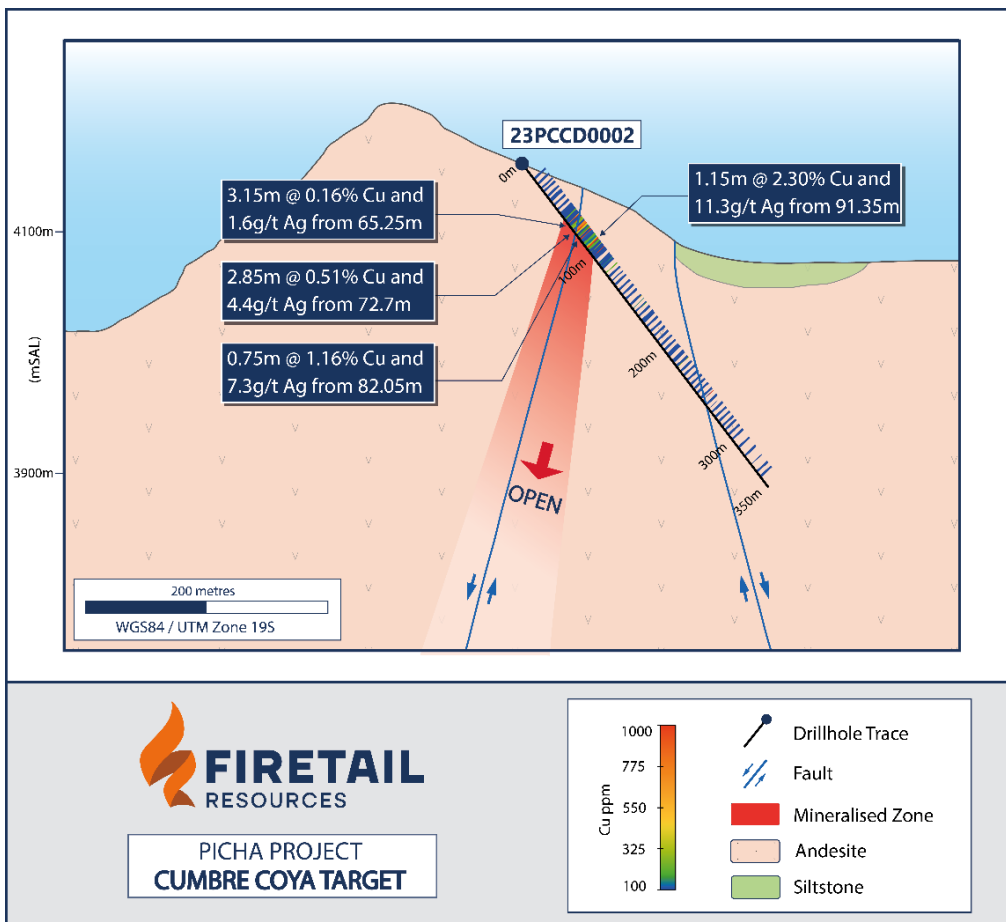 23PCCD0002
0m
3.15m @ 0.16% Cu and
1.6g/t Ag from 65.25m
1.15m @ 2.30% Cu and
11.3g/t Ag from 91.35m
4100m
2.85m @ 0.51% Cu and
4.4g/t Ag from 72.7m
100m
0.75m @ 1.16% Cu and
7.3g/t Ag from 82.05m
(mSAL)
200m
300m
350m
3900m
OPEN
200 metres
WGS84 / UTM Zone 19S
FIRETAIL
RESOURCES
PICHA PROJECT
CUMBRE COYA TARGET
Cu ppm
1000
775
550
325
100
Drillhole Trace
Fault
Mineralised Zone
Andesite
Siltstone